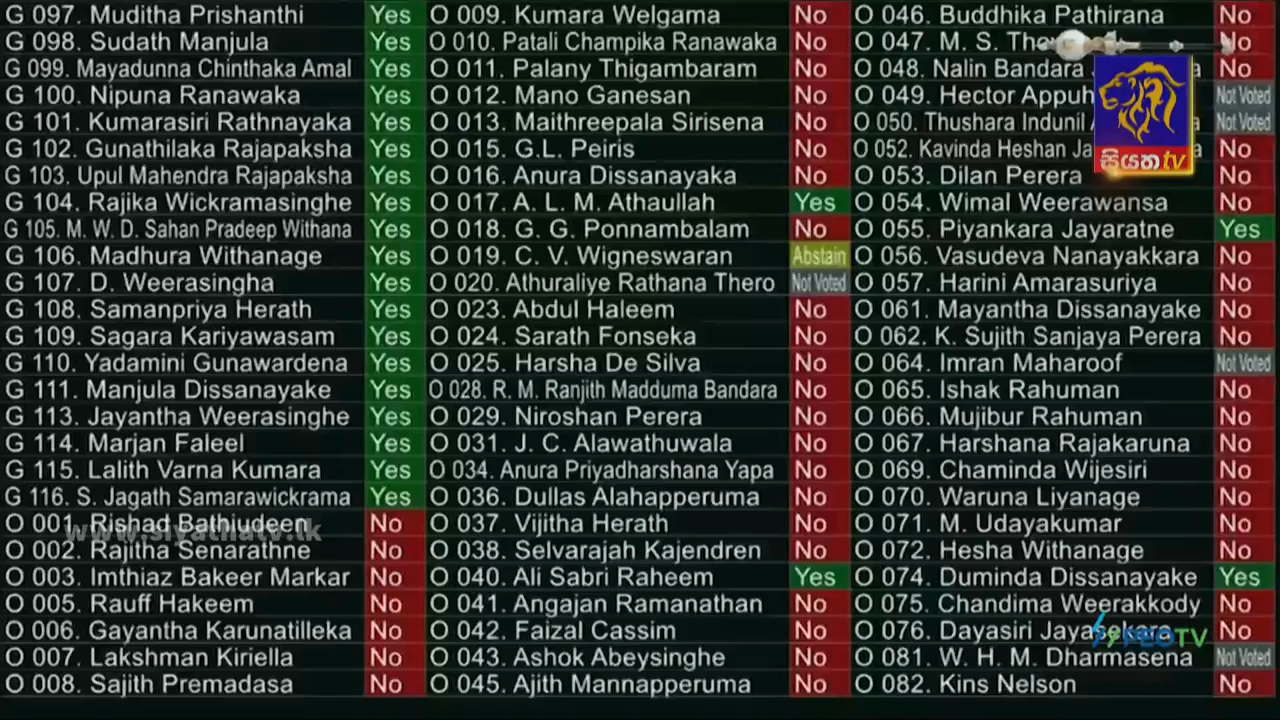 G 097. Muditha Prishanthi Yes
G 098. Sudath Manjula Yes
G 099. Mayadunna Chinthaka Amal Yes
G 100. Nipuna Ranawaka Yes
G 101. Kumarasiri Rathnayaka Yes
G 102. Gunathilaka Rajapaksha Yes
G 103. Upul Mahendra Rajapaksha Yes
G 104. Rajika Wickramasinghe Yes
G 105. M. W. D. Sahan Pradeep Withana Yes
G 106. Madhura Withanage Yes
G 107. D. Weerasingha Yes
G 108. Samanpriya Herath Yes
G 109. Sagara Kariyawasam Yes
G 110. Yadamini Gunawardena Yes
G 111. Manjula Dissanayake Yes
G 113. Jayantha Weerasinghe Yes
G 114. Marjan Faleel Yes
G 115. Lalith Varna Kumara Yes
G 116. S. Jagath Samarawickrama Yes
O 001. Rishad Bathiudeen No
www.siyathatv.lk
O 002. Rajitha Senarathne No
O 003. Imthiaz Bakeer Markar No
O 005. Rauff Hakeem No
O 006. Gayantha Karunatilleka No
O 007. Lakshman Kiriella No
O 008. Sajith Premadasa No
O 009. Kumara Welgama No
O 010. Patali Champika Ranawaka No
O 011. Palany Thigambaram No
O 012. Mano Ganesan No
O 013. Maithreepala Sirisena No
O 015. G.L. Peiris No
O 016. Anura Dissanayaka No
O 017. A. L. M. Athaullah Yes
O 018. G. G. Ponnambalam No
O 019. C. V. Wigneswaran Abstain
O 020. Athuraliye Rathana Thero Not Voted
O 023. Abdul Haleem No
O 024. Sarath Fonseka No
O 025. Harsha De Silva No
O 028. R. M. Ranjith Madduma Bandara No
O 029. Niroshan Perera No
O 031. J. C. Alawathuwala No
O 034. Anura Priyadharshana Yapa No
O 036. Dullas Alahapperuma No
O 037. Vijitha Herath No
O 038. Selvarajah Kajendren No
O 040. Ali Sabri Raheem Yes
O 041. Angajan Ramanathan No
O 042. Faizal Cassim No
O 043. Ashok Abeysinghe No
O 045. Ajith Mannapperuma No
O 046. Buddhika Pathirana No
O 047. M. S. No
O 048. Nalin Bandara No
O 049. Hector Not Voted
O 050. Thushara Indunil Not Voted
O 052. Kavinda Heshan No
O 053. Dilan Perera No
සියත tv
O 054. Wimal Weerawansa No
O 055. Piyankara Jayaratne Yes
O 056. Vasudeva Nanayakkara No
O 057. Harini Amarasuriya No
O 061. Mayantha Dissanayake No
O 062. K. Sujith Sanjaya Perera No
O 064. Imran Maharoof Not Voted
O 065. Ishak Rahuman No
O 066. Mujibur Rahuman No
O 067. Harshana Rajakaruna No
O 069. Chaminda Wijesiri No
O 070. Waruna Liyanage No
O 071. M. Udayakumar No
O 072. Hesha Withanage No
O 074. Duminda Dissanayake Yes
O 075. Chandima Weerakkody No
O 076. Dayasiri Jayasekara No
PEOTV
O 081. W. H. M. Dharmasena Not Voted
O 082. Kins Nelson No